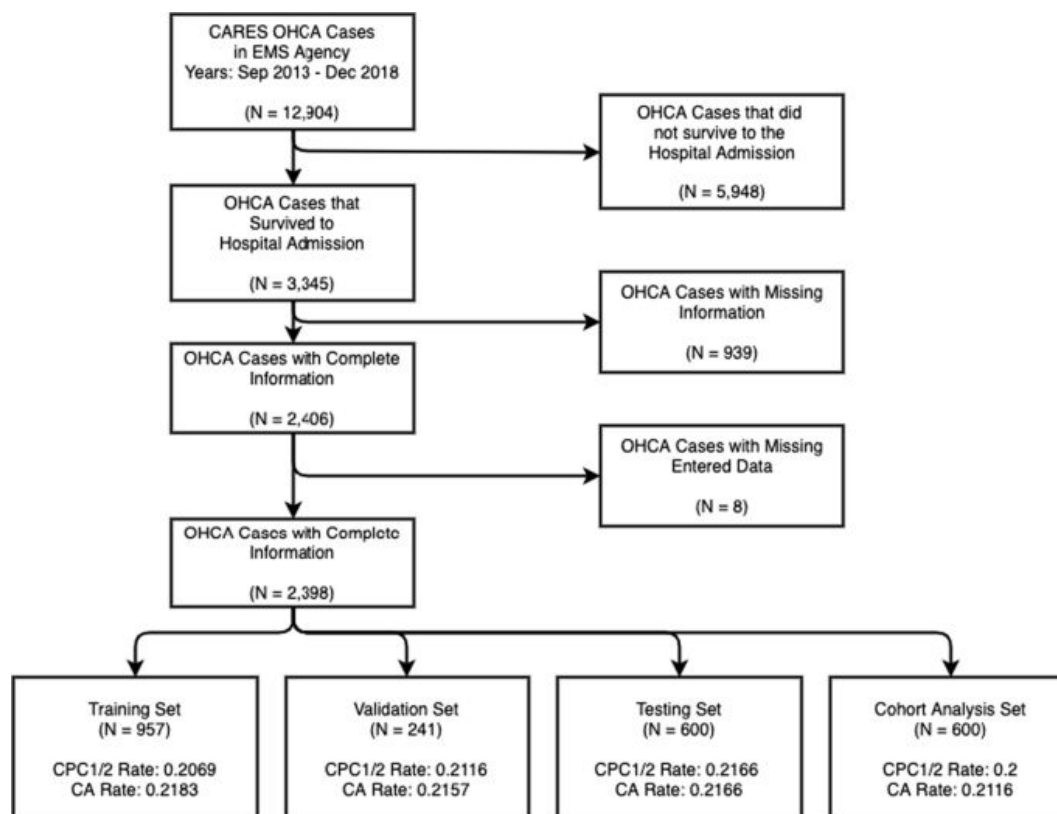 CARES OHCA Cases
in EMS Agency
Years: Sep 2013 - Dec 2018
(N = 12,904)
OHCA Cases that did
not survive to the
Hospital Admission
(N = 5,948)
OHCA Cases that
Survived to
Hospital Admission
(N = 3,345)
OHCA Cases with Missing
Information
(N = 939)
OHCA Cases with Complete
Information
(N = 2,406)
OHCA Cases with Missing
Entered Data
(N = 8)
OHCA Cases with Complete
Information
(N = 2,398)
Training Set
(N = 957)
CPC1/2 Rate: 0.2069
CA Rate: 0.2183
Validation Set
(N = 241)
CPC1/2 Rate: 0.2116
CA Rate: 0.2157
Testing Set
(N = 600)
CPC1/2 Rate: 0.2166
CA Rate: 0.2166
Cohort Analysis Set
(N = 600)
CPC1/2 Rate: 0.2
CA Rate: 0.2116